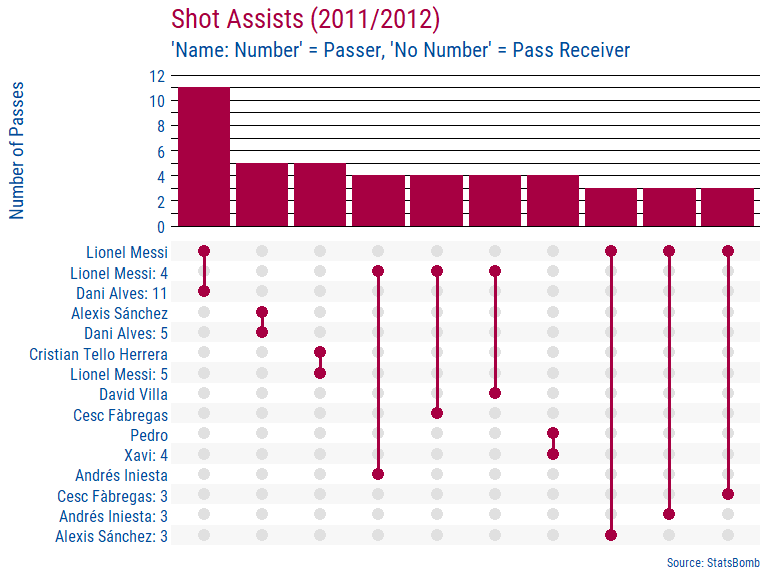 Shot Assists (2011/2012)
'Name: Number' = Passer, 'No Number' = Pass Receiver
Number of Passes
12
10
8
6
4
2
0
Lionel Messi
Lionel Messi: 4
Dani Alves: 11
Alexis Sánchez
Dani Alves: 5
Cristian Tello Herrera
Lionel Messi: 5
David Villa
Cesc Fàbregas
Pedro
Xavi: 4
Andrés Iniesta
Cesc Fàbregas: 3
Andrés Iniesta: 3
Alexis Sánchez: 3
Source: StatsBomb